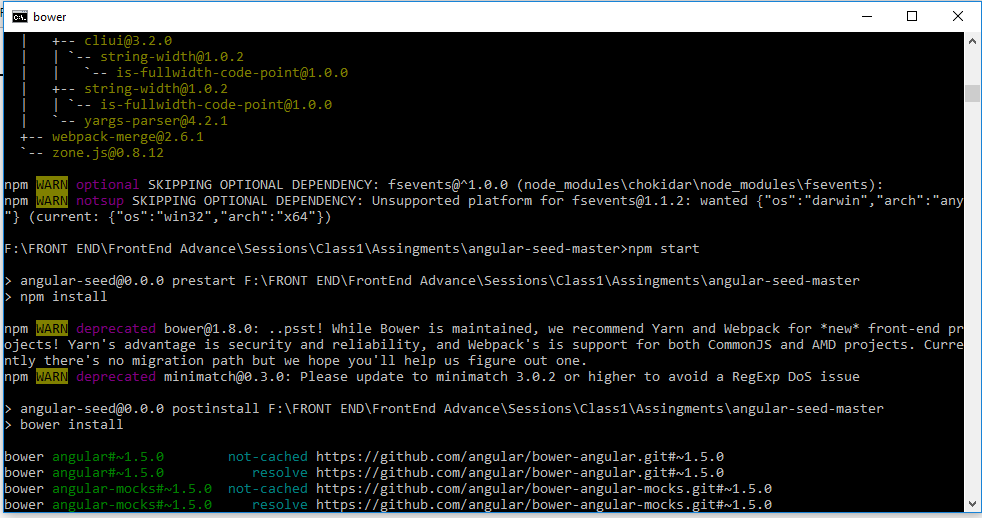 bower
|   +-- cliui@3.2.0
|   | `-- string-width@1.0.2
|   |   `-- is-fullwidth-code-point@1.0.0
|   +-- string-width@1.0.2
|   | `-- is-fullwidth-code-point@1.0.0
|   `-- yargs-parser@4.2.1
+-- webpack-merge@2.6.1
`-- zone.js@0.8.12
npm WARN optional SKIPPING OPTIONAL DEPENDENCY: fsevents@^1.0.0 (node_modules\chokidar\node_modules\fsevents):
npm WARN notsup SKIPPING OPTIONAL DEPENDENCY: Unsupported platform for fsevents@1.1.2: wanted {"os":"darwin","arch":"any
"} (current: {"os":"win32","arch":"x64"})
F:\FRONT END\FrontEnd Advance\Sessions\Class1\Assingments\angular-seed-master>npm start
> angular-seed@0.0.0 prestart F:\FRONT END\FrontEnd Advance\Sessions\Class1\Assingments\angular-seed-master
> npm install
npm WARN deprecated bower@1.8.0: ..psst! While Bower is maintained, we recommend Yarn and Webpack for *new* front-end pr
ojects! Yarn's advantage is security and reliability, and Webpack's is support for both CommonJS and AMD projects. Curre
ntly there's no migration path but we hope you'll help us figure out one.
npm WARN deprecated minimatch@0.3.0: Please update to minimatch 3.0.2 or higher to avoid a RegExp DoS issue
> angular-seed@0.0.0 postinstall F:\FRONT END\FrontEnd Advance\Sessions\Class1\Assingments\angular-seed-master
> bower install
bower angular#~1.5.0        not-cached https://github.com/angular/bower-angular.git#~1.5.0
bower angular#~1.5.0           resolve https://github.com/angular/bower-angular.git#~1.5.0
bower angular-mocks#~1.5.0  not-cached https://github.com/angular/bower-angular-mocks.git#~1.5.0
bower angular-mocks#~1.5.0     resolve https://github.com/angular/bower-angular-mocks.git#~1.5.0